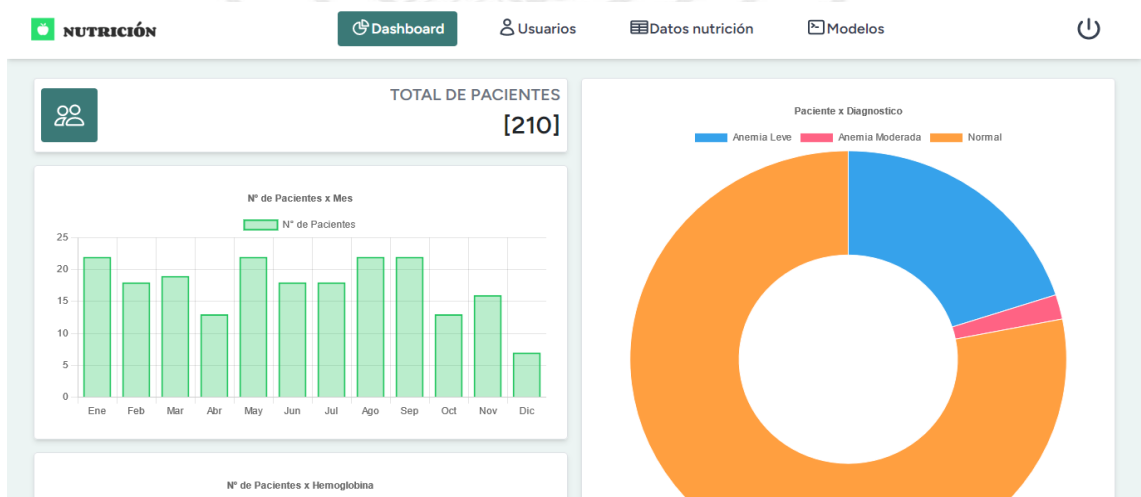 NUTRICIÓN
Dashboard
Usuarios
Datos nutrición
Modelos
TOTAL DE PACIENTES
[210]
N° de Pacientes x Mes
N° de Pacientes
25
20
15
10
5
0
Ene Feb Mar Abr May Jun Jul Ago Sep Oct Nov Dic
N° de Pacientes x Hemoglobina
Paciente x Diagnostico
Anemia Leve Anemia Moderada Normal